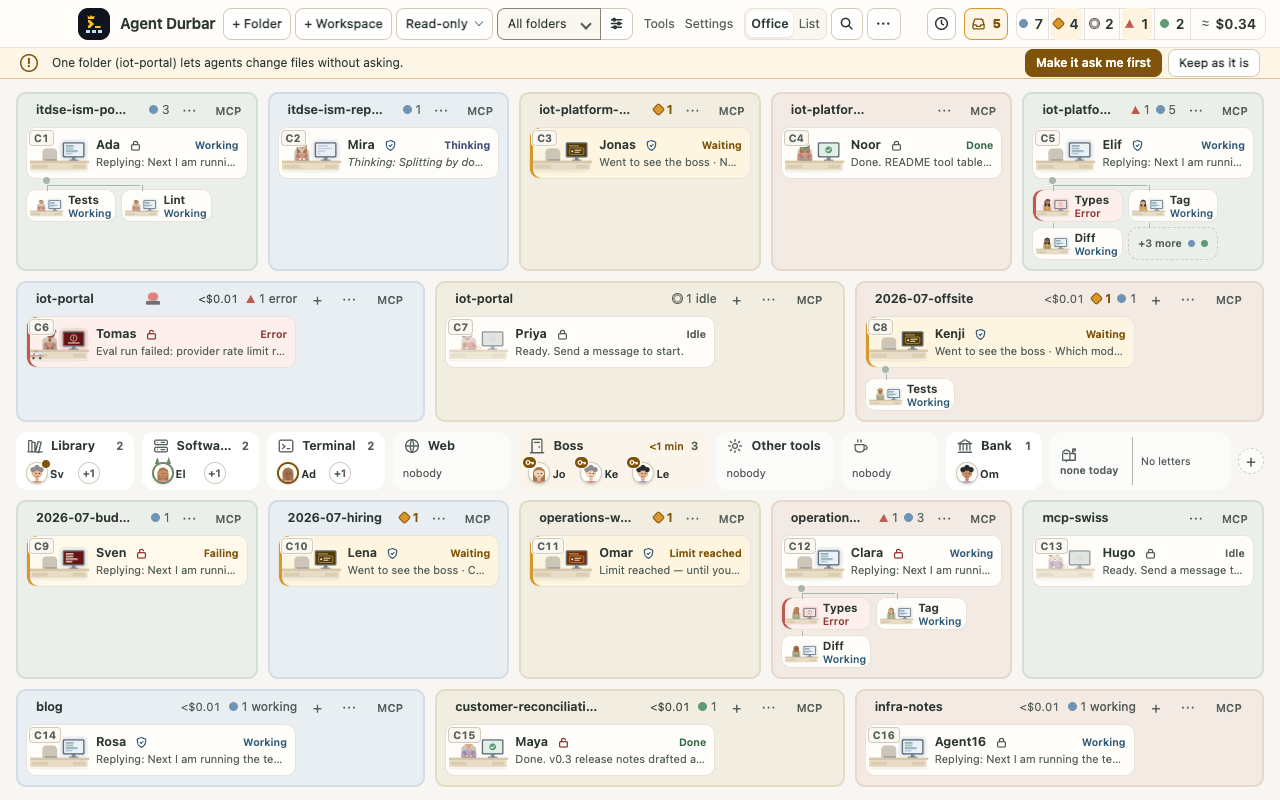 Agent Durbar + Folder + Workspace Read-only All folders Tools Settings Office List 5 7 4 2 1 2 ≈ $0.34
One folder (iot-portal) lets agents change files without asking. Make it ask me first Keep as it is
itdse-ism-po... 3 ... MCP
C1 Ada Working
Replying: Next I am runni...
Tests Working
Lint Working
itdse-ism-rep... 1 ... MCP
C2 Mira Thinking
Thinking: Splitting by do...
iot-platform-... 1 ... MCP
C3 Jonas Waiting
Went to see the boss · N...
iot-platfor... ... MCP
C4 Noor Done
Done. README tool table...
iot-platfo... 1 5 ... MCP
C5 Elif Working
Replying: Next I am runni...
Types Error
Tag Working
Diff Working
+3 more
iot-portal <$0.01 1 error + ... MCP
C6 Tomas Error
Eval run failed: provider rate limit r...
iot-portal 1 idle + ... MCP
C7 Priya Idle
Ready. Send a message to start.
2026-07-offsite <$0.01 1 1 + ... MCP
C8 Kenji Waiting
Went to see the boss · Which mod...
Tests Working
Library 2
Sv +1
Softwa... 2
El +1
Terminal 2
Ad +1
Web
nobody
Boss <1 min 3
Jo Ke Le
Other tools
nobody
nobody
Bank 1
Om
none today
No letters
+
2026-07-bud... 1 ... MCP
C9 Sven Failing
Replying: Next I am runni...
2026-07-hiring 1 ... MCP
C10 Lena Waiting
Went to see the boss · C...
operations-w... 1 ... MCP
C11 Omar Limit reached
Limit reached — until you...
operation... 1 3 ... MCP
C12 Clara Working
Replying: Next I am runni...
Types Error
Tag Working
Diff Working
mcp-swiss ... MCP
C13 Hugo Idle
Ready. Send a message t...
blog <$0.01 1 working + ... MCP
C14 Rosa Working
Replying: Next I am running the te...
customer-reconciliati... <$0.01 1 + ... MCP
C15 Maya Done
Done. v0.3 release notes drafted a...
infra-notes <$0.01 1 working + ... MCP
C16 Agent16 Working
Replying: Next I am running the te...